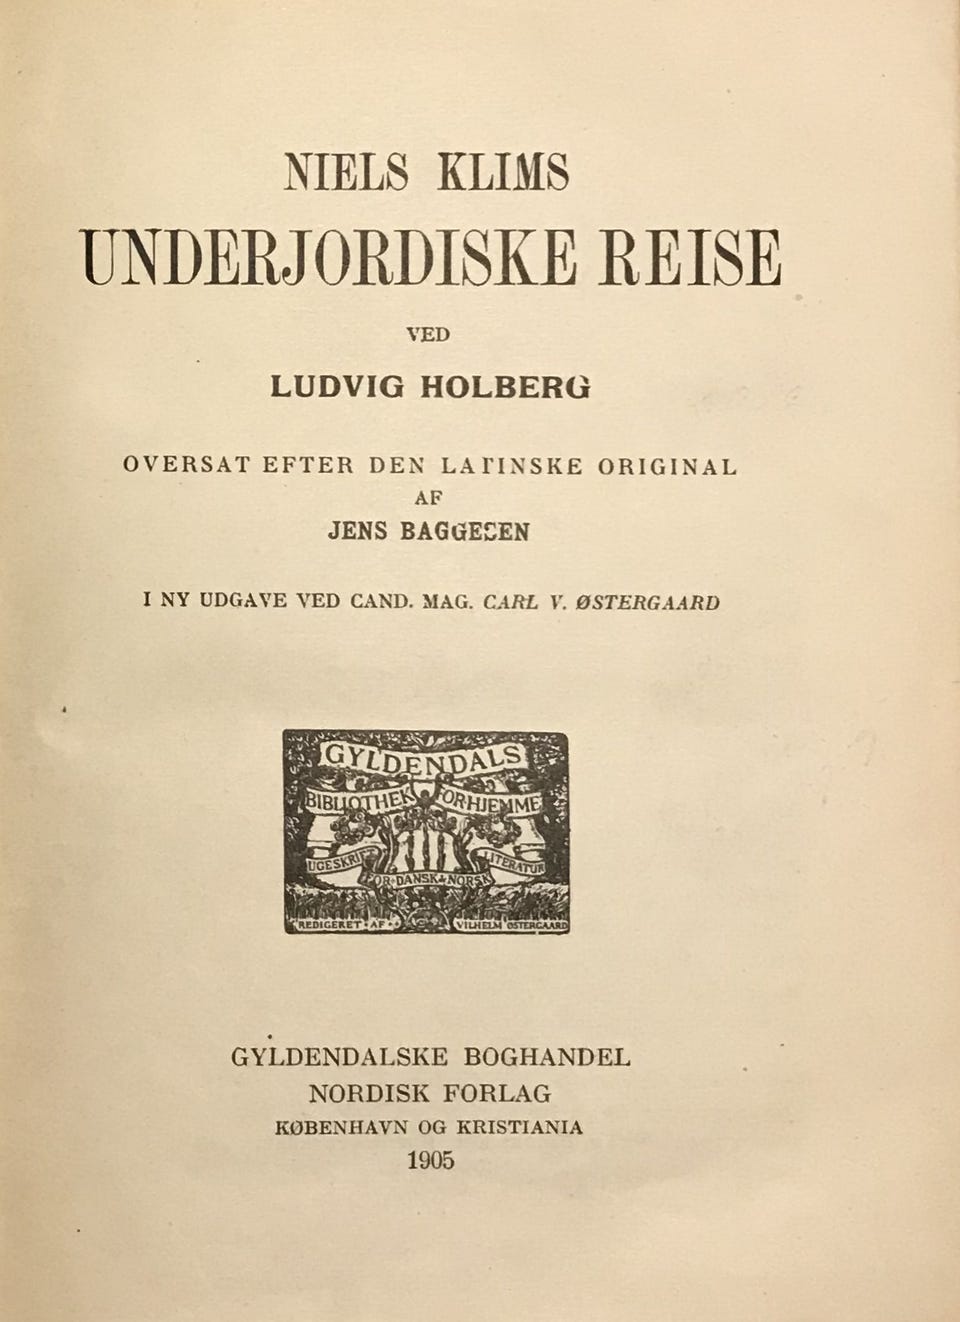 NIELS KLIMS
UNDERJORDISKE REISE
VED
LUDVIG HOLBERG
OVERSAT EFTER DEN LATINSKE ORIGINAL
AF
JENS BAGGESEN
I NY UDGAVE VED CAND. MAG. CARL V. ØSTERGAARD
GYLDENDALS
BIBLIOTHEK FOR HJEMME
UGESKRIFT LITERATUR
FOR DANSK & NORSK
REDIGERET AF VILHELM ØSTERGAARD
GYLDENDALSKE BOGHANDEL
NORDISK FORLAG
KØBENHAVN OG KRISTIANIA
1905